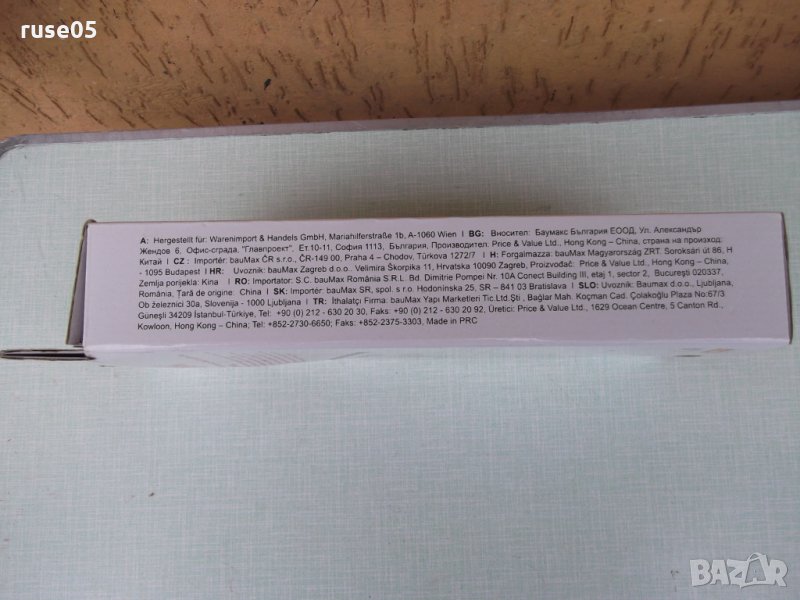 ruse05
A: Hergestellt für: Warenimport & Handels GmbH, Mariahilferstraße 1b, A-1060 Wien | BG: Вносител: Баумакс България ЕООД, Ул. Александър
Жендов 6, Офис-сграда, "Главпроект", Ет.10-11, София 1113, България, Производител: Price & Value Ltd., Hong Kong – China, страна на произход:
Китай | CZ : Importér: bauMax ČR s.r.o., ČR-149 00, Praha 4 – Chodov, Türkova 1272/7 | H: Forgalmazza: bauMax Magyarország ZRT. Soroksári út 86, H
- 1095 Budapest | HR: Uvoznik: bauMax Zagreb d.o.o., Velimira Škorpika 11, Hrvatska 10090 Zagreb, Proizvođač: Price & Value Ltd., Hong Kong – China,
Zemlja porijekla: Kina | RO: Importator: S.C. bauMax România S.R.L. Bd. Dimitrie Pompei Nr. 10A Conect Building III, etaj 1, sector 2, Bucureşti 020337,
România, Țară de origine: China | SK: Importér: bauMax SR, spol. s r.o. Hodonínska 25, SR – 841 03 Bratislava | SLO: Uvoznik: Baumax d.o.o., Ljubljana,
Ob železnici 30a, Slovenija - 1000 Ljubljana | TR: İthalatçı Firma: bauMax Yapı Marketleri Tic.Ltd.Şti , Bağlar Mah. Koçman Cad. Çolakoğlu Plaza No:67/3
Güneşli 34209 İstanbul-Türkiye, Tel: +90 (0) 212 - 630 20 30, Faks: +90 (0) 212 - 630 20 92, Üretici: Price & Value Ltd., 1629 Ocean Centre, 5 Canton Rd.,
Kowloon, Hong Kong – China; Tel: +852-2730-6650; Faks: +852-2375-3303, Made in PRC
BAZAR